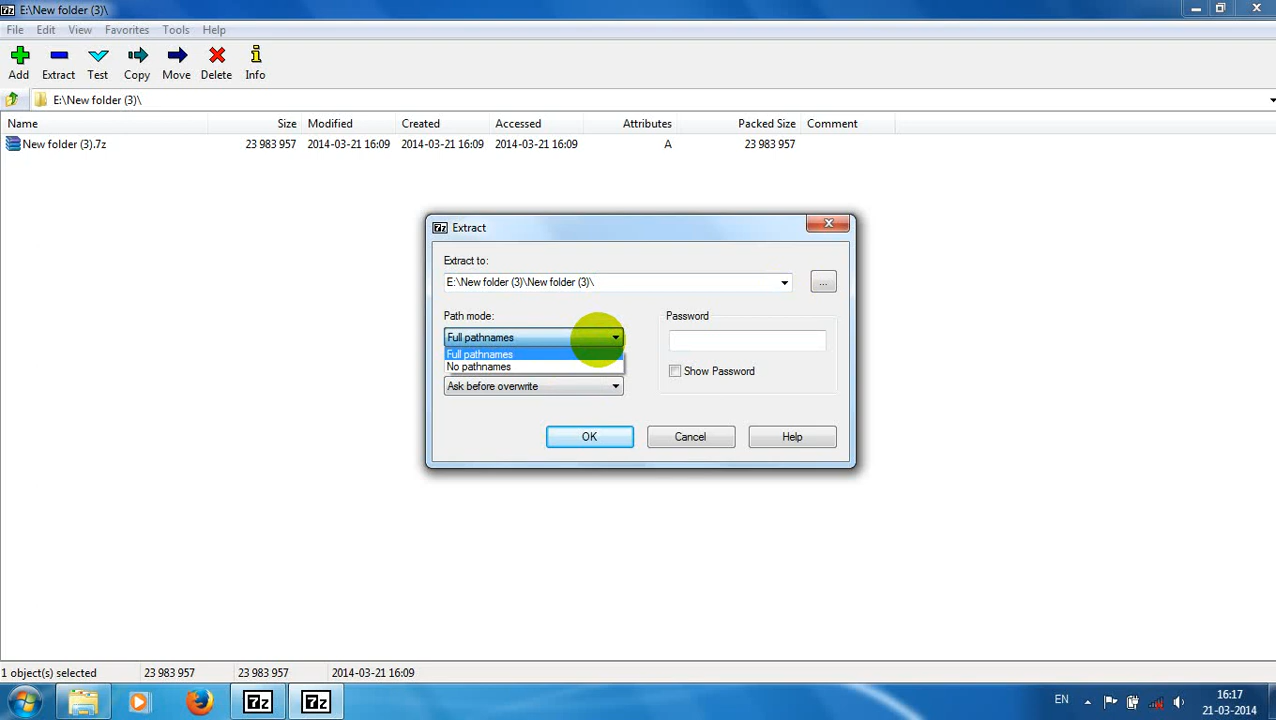 7z E:\New folder (3)\
File Edit View Favorites Tools Help
Add Extract Test Copy Move Delete Info
E:\New folder (3)\
Name Size Modified Created Accessed Attributes Packed Size Comment
New folder (3).7z 23 983 957 2014-03-21 16:09 2014-03-21 16:09 2014-03-21 16:09 A 23 983 957
7z Extract
Extract to:
E:\New folder (3)\New folder (3)\
...
Path mode:
Full pathnames
Full pathnames
No pathnames
Ask before overwrite
Password
Show Password
OK Cancel Help
1 object(s) selected 23 983 957 23 983 957 2014-03-21 16:09
7z 7z EN 16:17
21-03-2014